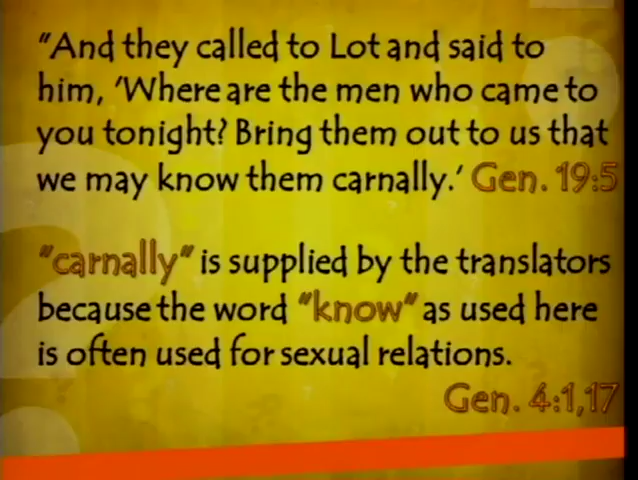 "And they called to Lot and said to
him, 'Where are the men who came to
you tonight? Bring them out to us that
we may know them carnally.' Gen. 19:5
"carnally" is supplied by the translators
because the word "know" as used here
is often used for sexual relations.
Gen. 4:1,17